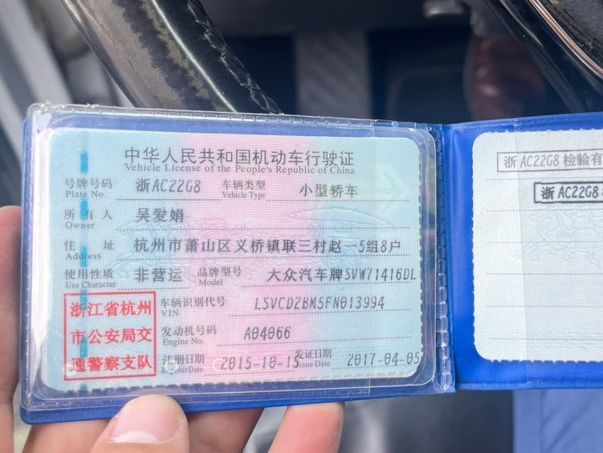 中华人民共和国机动车行驶证
Vehicle License of the People's Republic of China
号牌号码 浙AC22G8 车辆类型 小型轿车
Plate No. Vehicle Type
所有人 吴爱娟
Owner
住址 杭州市萧山区义桥镇联三村赵一5组8户
Address
使用性质 非营运 品牌型号 大众汽车牌SVW71416DL
Use Character
浙江省杭州
市公安局交
通警察支队
车辆识别代号 LSVCD2BM5FN013994
VIN
发动机号码 A04066
Engine No.
注册日期 2015-10-13 发证日期 2017-04-05
Register Date Issue Date
浙AC22G8 检验有
浙AC22G8